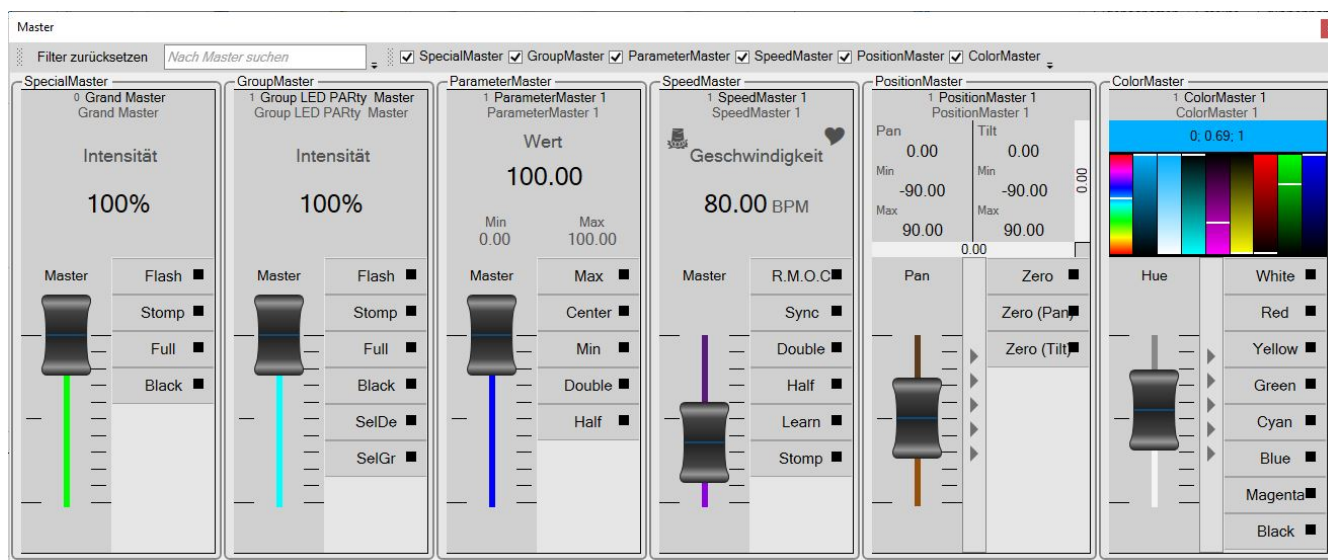 Master
Filter zurücksetzen Nach Master suchen SpecialMaster GroupMaster ParameterMaster SpeedMaster PositionMaster ColorMaster
SpecialMaster
0 Grand Master
Grand Master
Intensität
100%
Master
Flash
Stomp
Full
Black
GroupMaster
1 Group LED PARty Master
Group LED PARty Master
Intensität
100%
Master
Flash
Stomp
Full
Black
SelDe
SelGr
ParameterMaster
1 ParameterMaster 1
ParameterMaster 1
Wert
100.00
Min Max
0.00 100.00
Master
Max
Center
Min
Double
Half
SpeedMaster
1 SpeedMaster 1
SpeedMaster 1
Geschwindigkeit
80.00 BPM
Master
R.M.O.C
Sync
Double
Half
Learn
Stomp
PositionMaster
1 PositionMaster 1
PositionMaster 1
Pan Tilt
0.00 0.00
Min Min
-90.00 -90.00
Max Max
90.00 90.00
0.00
0.00
Pan
Zero
Zero (Pan)
Zero (Tilt)
ColorMaster
1 ColorMaster 1
ColorMaster 1
0; 0.69; 1
Hue
White
Red
Yellow
Green
Cyan
Blue
Magenta
Black